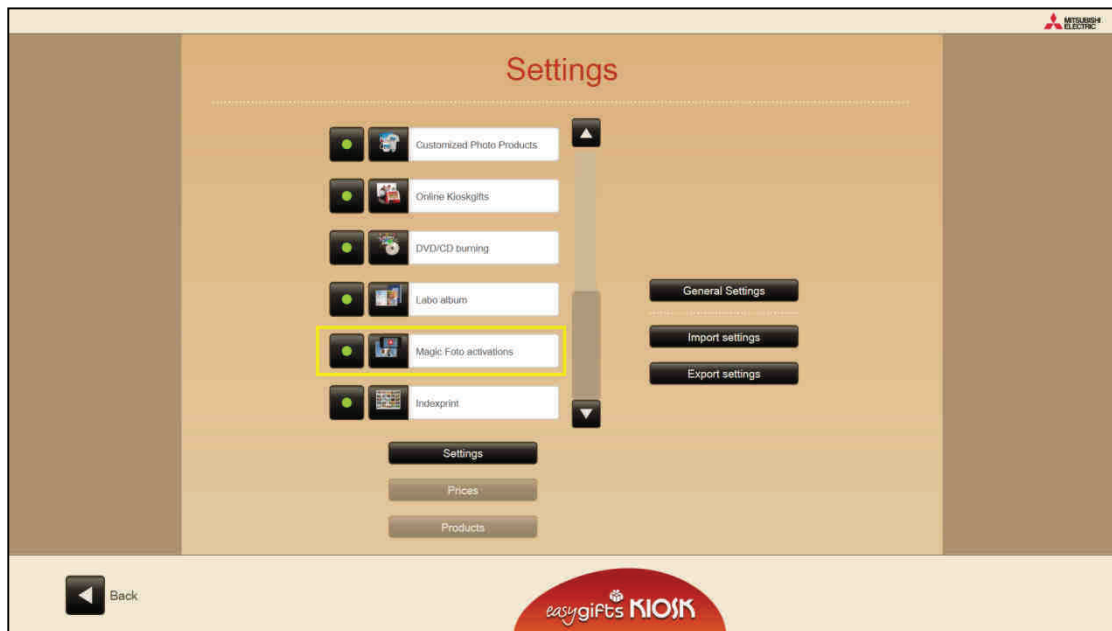 MITSUBISHI
ELECTRIC
Settings
Customized Photo Products
Online Kioskgifts
DVD/CD burning
Labo album
Magic Foto activations
Indexprint
General Settings
Import settings
Export settings
Settings
Prices
Products
Back
easygifts KIOSK